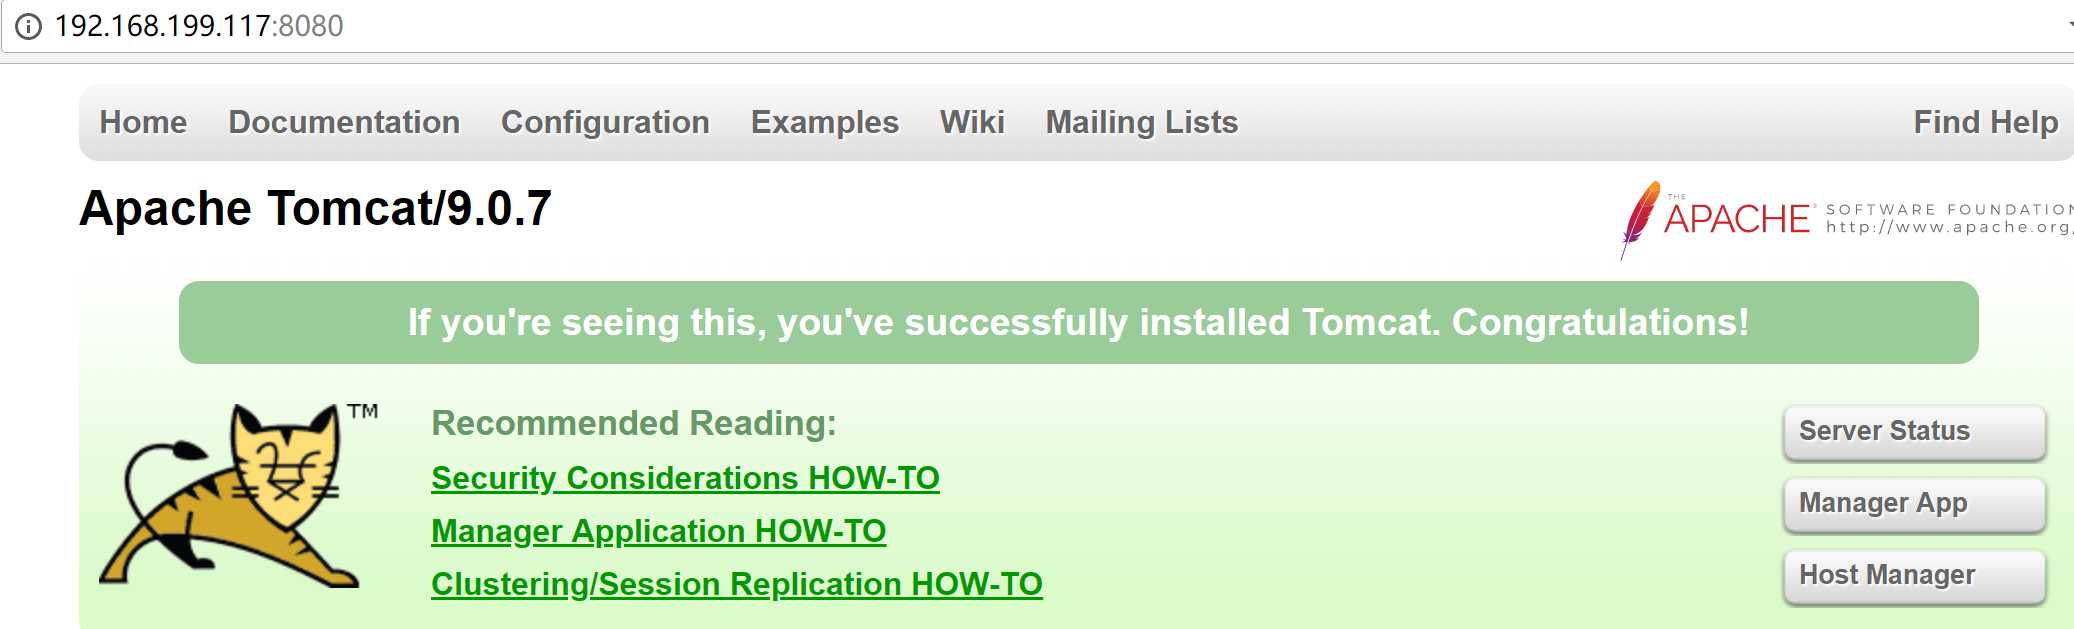 192.168.199.117:8080
Home Documentation Configuration Examples Wiki Mailing Lists Find Help
Apache Tomcat/9.0.7
THE
APACHE®
SOFTWARE FOUNDATION
http://www.apache.org/
If you're seeing this, you've successfully installed Tomcat. Congratulations!
TM
Recommended Reading:
Security Considerations HOW-TO
Manager Application HOW-TO
Clustering/Session Replication HOW-TO
Server Status
Manager App
Host Manager